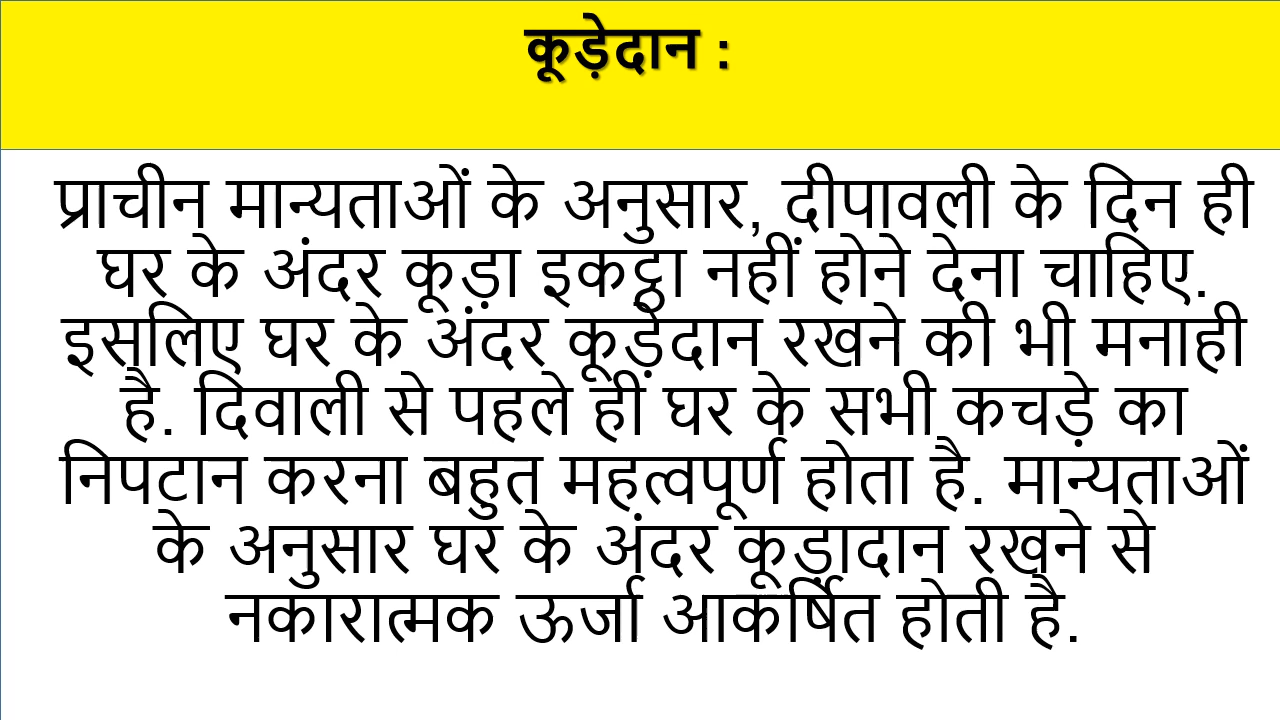 कूड़ेदान :
प्राचीन मान्यताओं के अनुसार, दीपावली के दिन ही
घर के अंदर कूड़ा इकट्ठा नहीं होने देना चाहिए.
इसलिए घर के अंदर कूड़ेदान रखने की भी मनाही
है. दिवाली से पहले ही घर के सभी कचड़े का
निपटान करना बहुत महत्वपूर्ण होता है. मान्यताओं
के अनुसार घर के अंदर कूड़ादान रखने से
नकारात्मक ऊर्जा आकर्षित होती है.